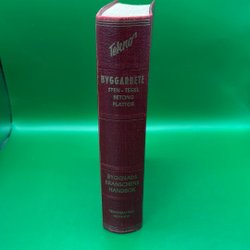 Teknos
BYGGARBETE
STEN - TEGEL
BETONG
PLATTOR
BYGGNADS
BRANSCHENS
HANDBOK